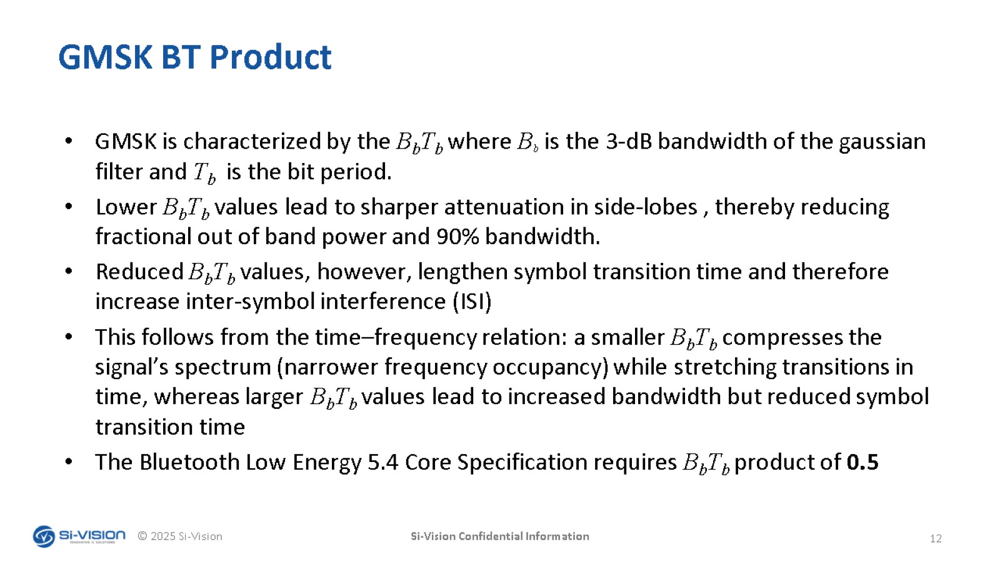 GMSK BT Product
• GMSK is characterized by the B_bT_b where B_b is the 3-dB bandwidth of the gaussian
filter and T_b is the bit period.
• Lower B_bT_b values lead to sharper attenuation in side-lobes , thereby reducing
fractional out of band power and 90% bandwidth.
• Reduced B_bT_b values, however, lengthen symbol transition time and therefore
increase inter-symbol interference (ISI)
• This follows from the time–frequency relation: a smaller B_bT_b compresses the
signal’s spectrum (narrower frequency occupancy) while stretching transitions in
time, whereas larger B_bT_b values lead to increased bandwidth but reduced symbol
transition time
• The Bluetooth Low Energy 5.4 Core Specification requires B_bT_b product of 0.5
Si-VISION
INNOVATIVE IC SOLUTIONS
© 2025 Si-Vision
Si-Vision Confidential Information
12